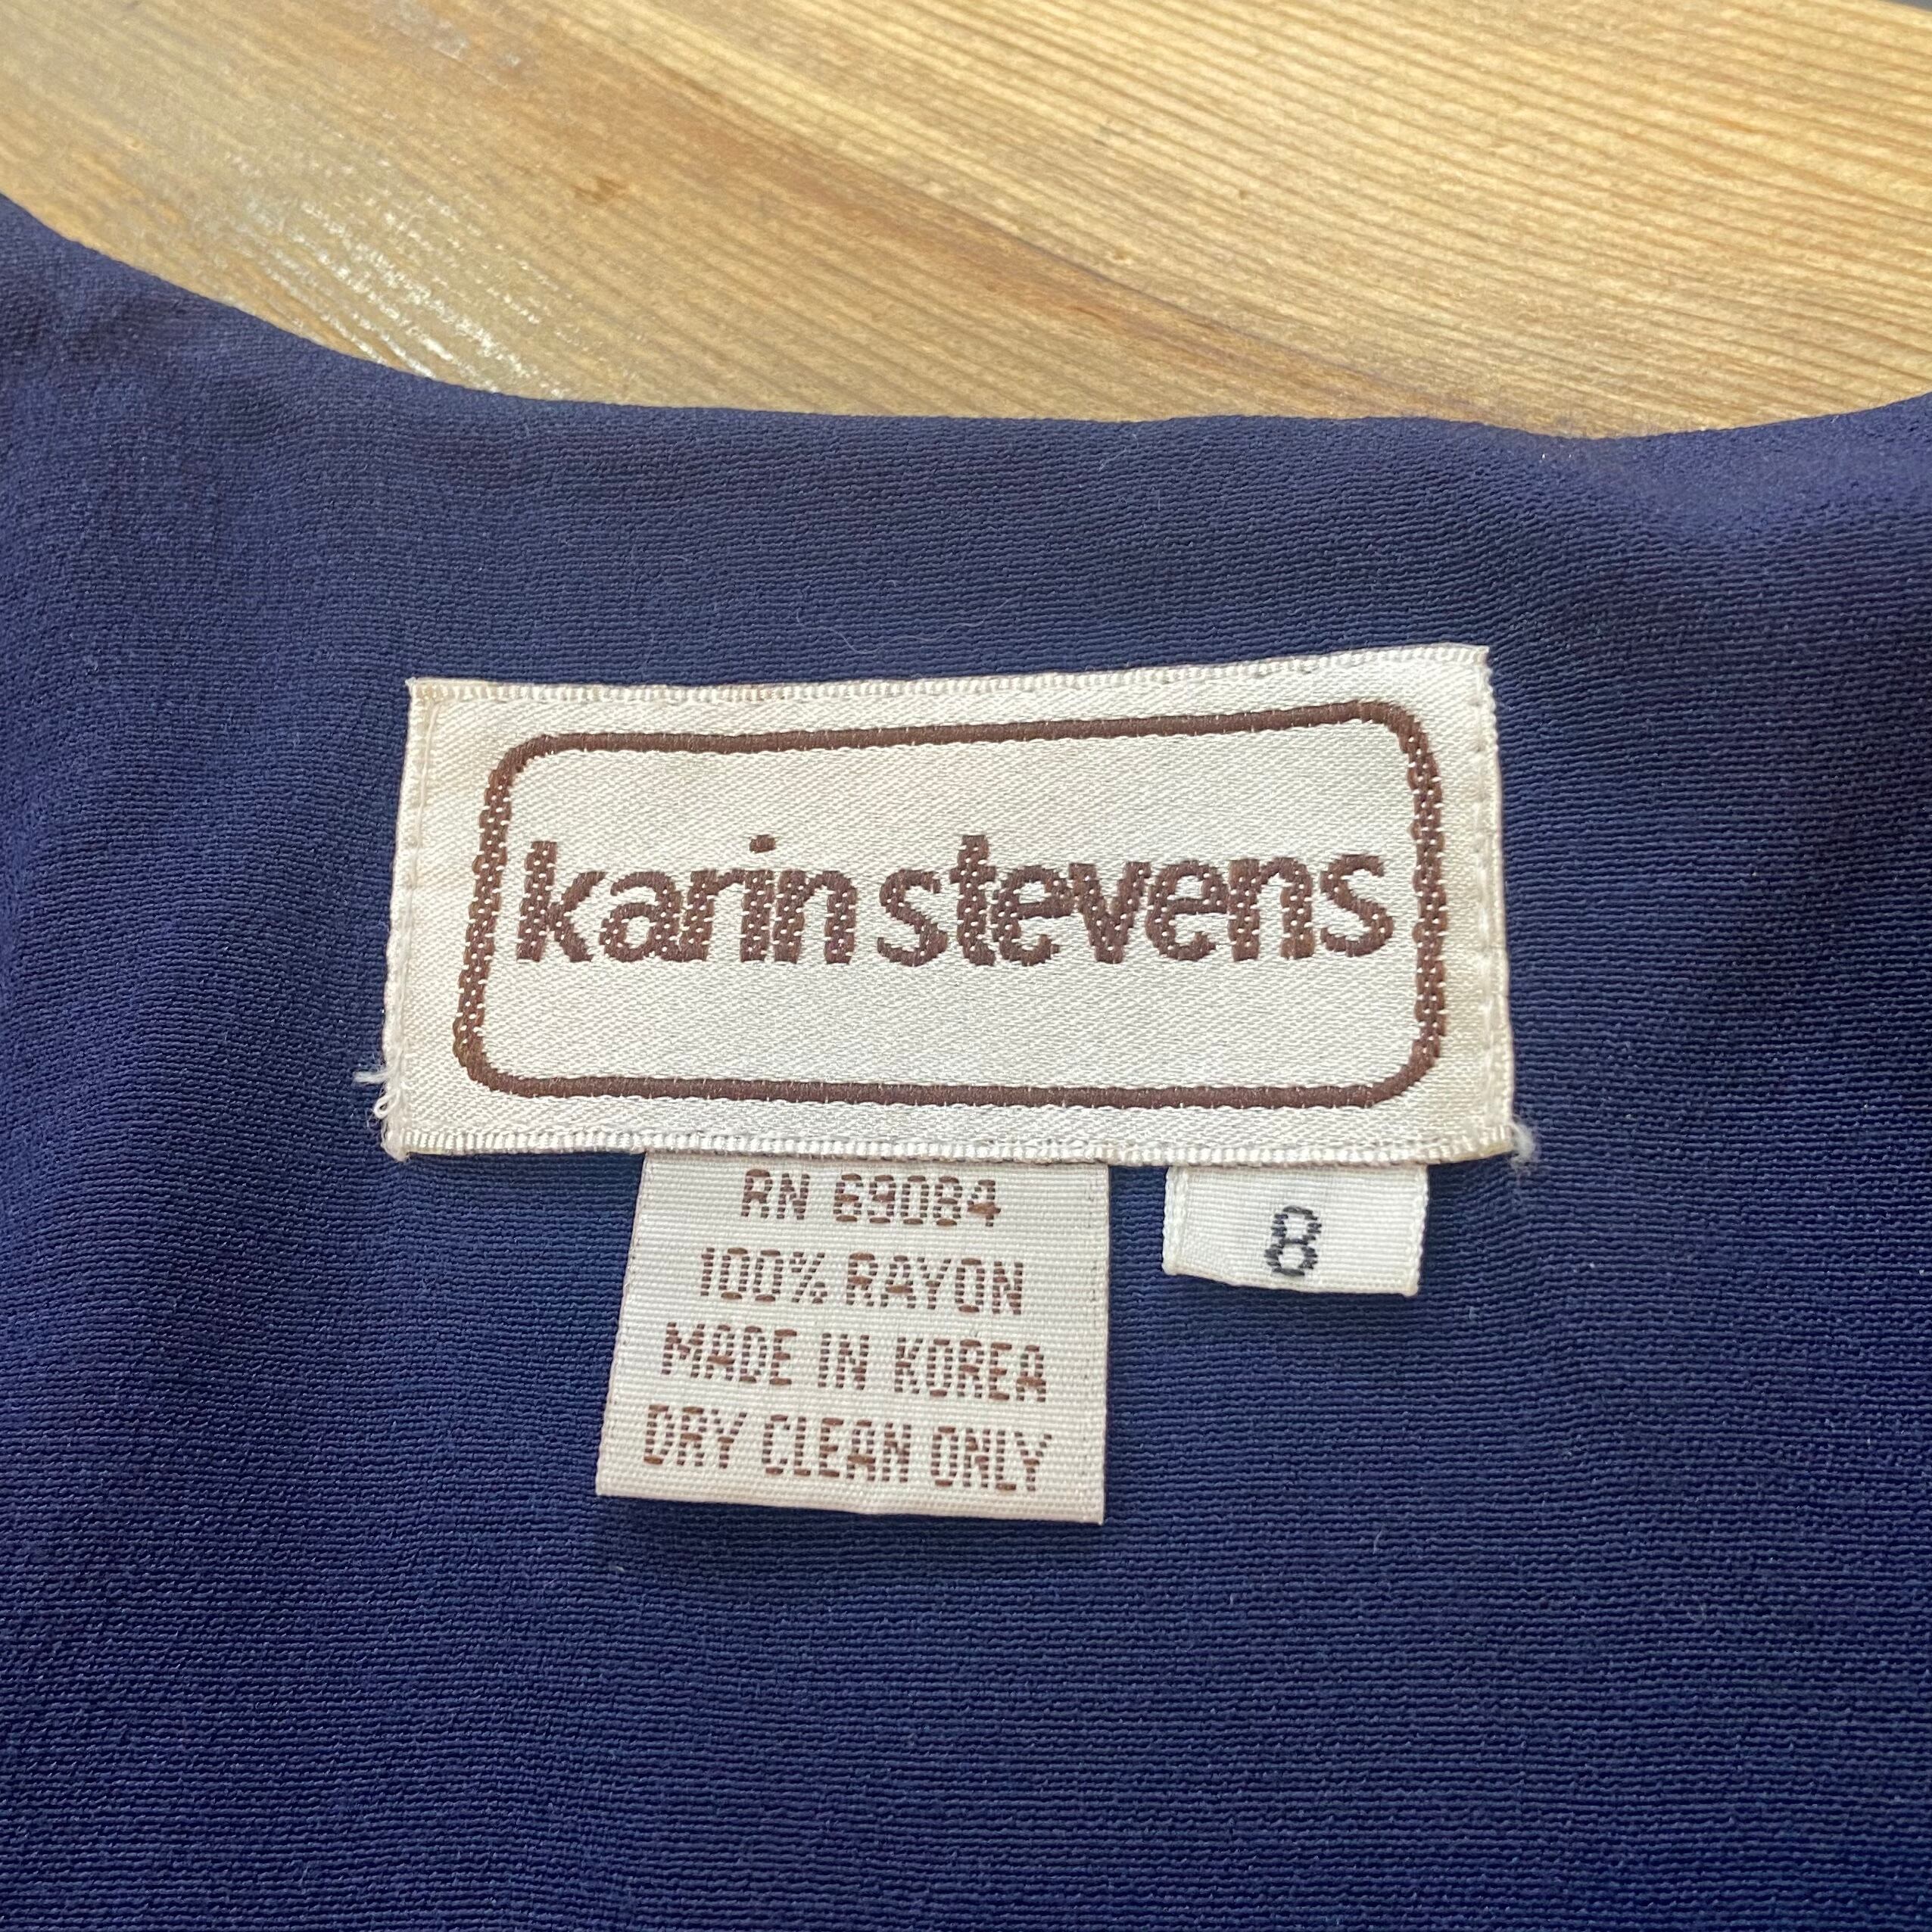 karin stevens
RN 69084
100% RAYON
MADE IN KOREA
DRY CLEAN ONLY
8